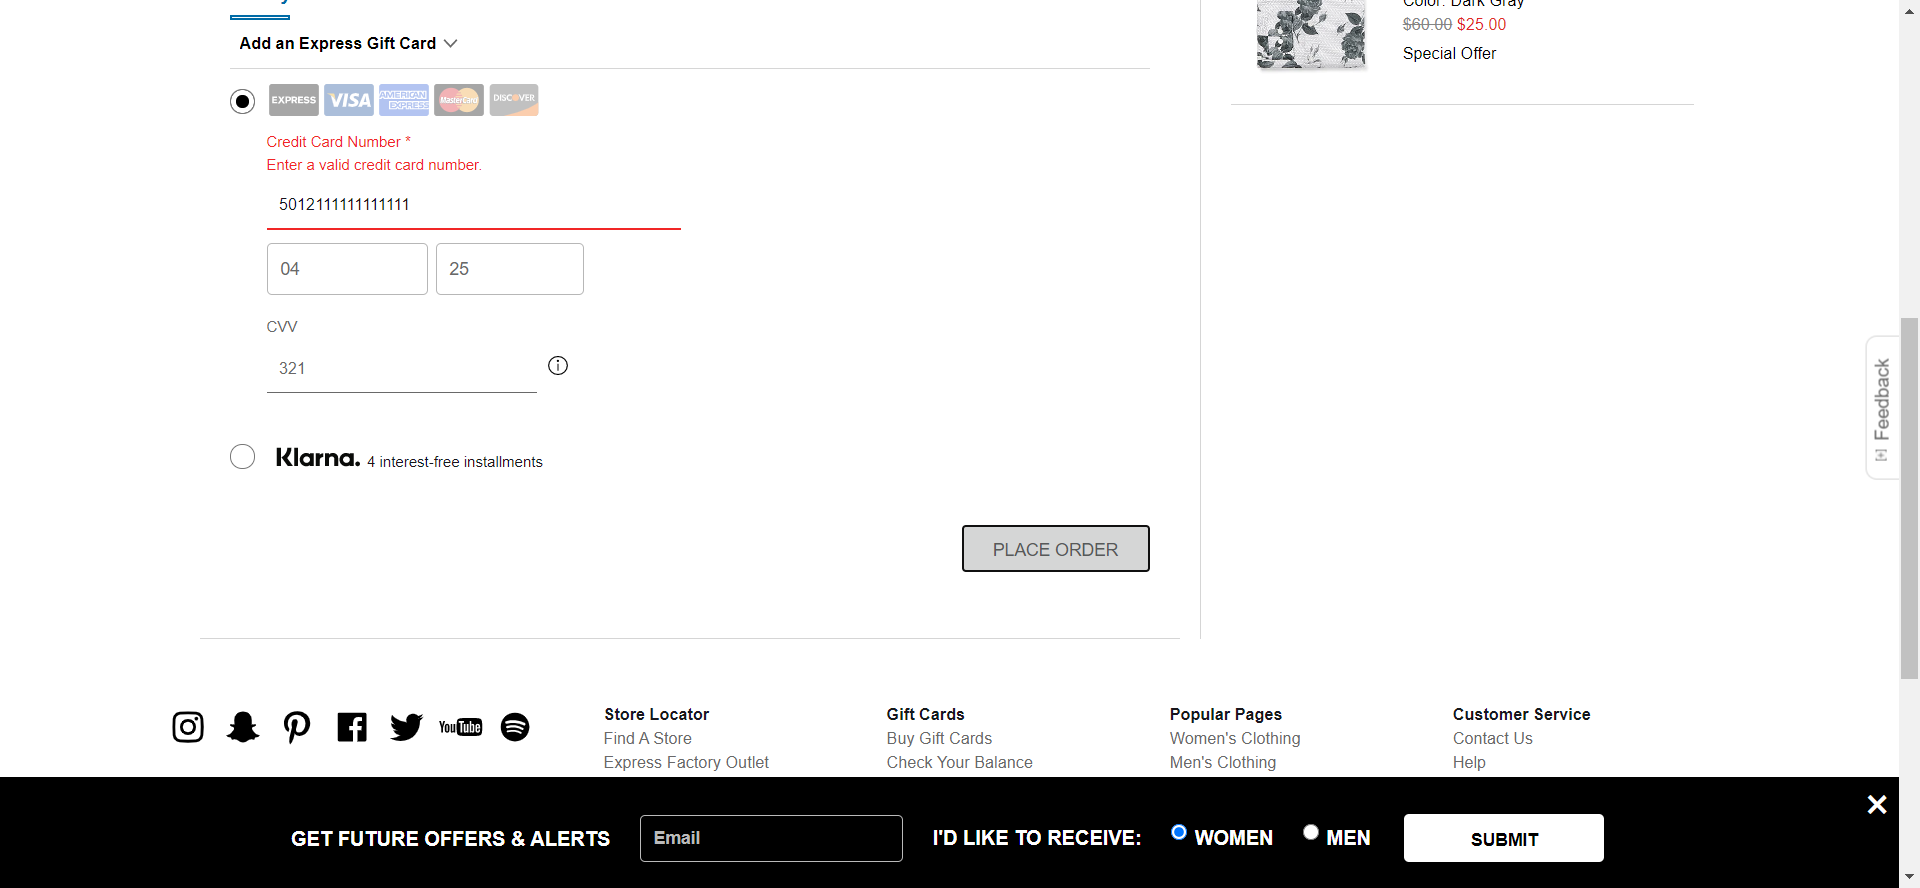 Add an Express Gift Card
EXPRESS VISA AMERICAN EXPRESS MasterCard DISCOVER
Credit Card Number *
Enter a valid credit card number.
5012111111111111
04 25
CVV
321
Klarna. 4 interest-free installments
PLACE ORDER
Color: Dark Gray
$60.00 $25.00
Special Offer
[+] Feedback
YouTube
Store Locator
Find A Store
Express Factory Outlet
Gift Cards
Buy Gift Cards
Check Your Balance
Popular Pages
Women's Clothing
Men's Clothing
Customer Service
Contact Us
Help
GET FUTURE OFFERS & ALERTS Email I'D LIKE TO RECEIVE: WOMEN MEN SUBMIT